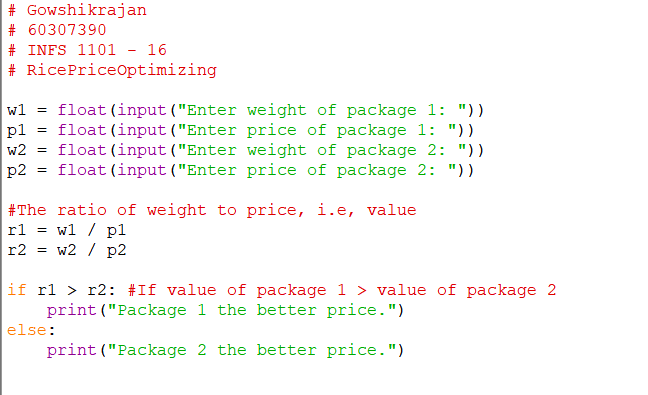 # Gowshikrajan
# 60307390
# INFS 1101 - 16
# RicePriceOptimizing
w1 = float(input("Enter weight of package 1: "))
p1 = float(input("Enter price of package 1: "))
w2 = float(input("Enter weight of package 2: "))
p2 = float(input("Enter price of package 2: "))
#The ratio of weight to price, i.e, value
r1 = w1 / p1
r2 = w2 / p2
if r1 > r2: #If value of package 1 > value of package 2
    print("Package 1 the better price.")
else:
    print("Package 2 the better price.")